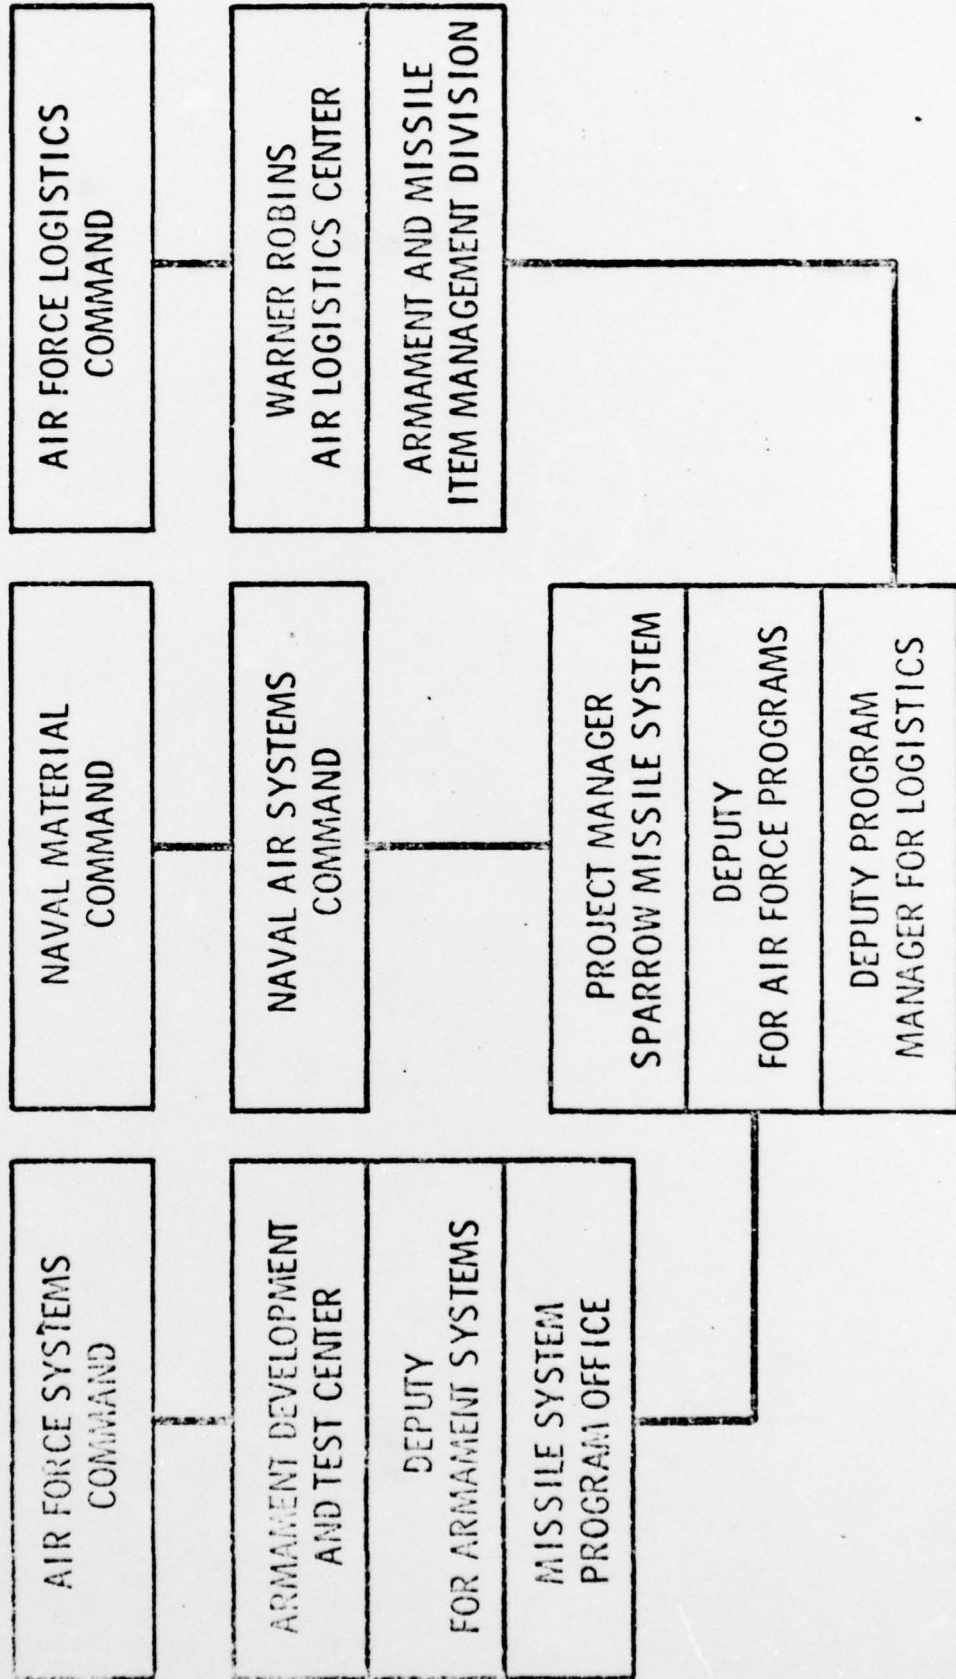 AIR FORCE SYSTEMS
COMMAND
ARMAMENT DEVELOPMENT
AND TEST CENTER
DEPUTY
FOR ARMAMENT SYSTEMS
MISSILE SYSTEM
PROGRAM OFFICE
NAVAL MATERIAL
COMMAND
NAVAL AIR SYSTEMS
COMMAND
PROJECT MANAGER
SPARROW MISSILE SYSTEM
DEPUTY
FOR AIR FORCE PROGRAMS
DEPUTY PROGRAM
MANAGER FOR LOGISTICS
AIR FORCE LOGISTICS
COMMAND
WARNER ROBINS
AIR LOGISTICS CENTER
ARMAMENT AND MISSILE
ITEM MANAGEMENT DIVISION